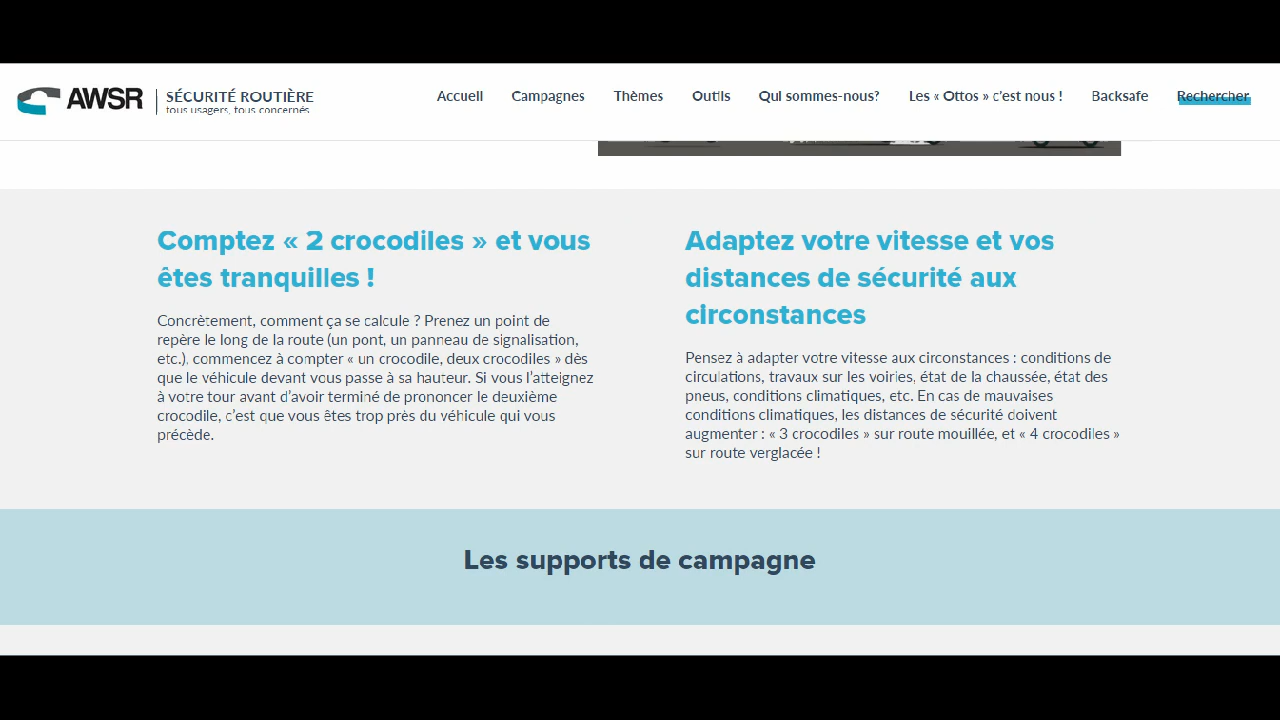 AWSR
SÉCURITÉ ROUTIÈRE
tous usagers, tous concernés
Accueil
Campagnes
Thèmes
Outils
Qui sommes-nous?
Les « Ottos » c'est nous !
Backsafe
Rechercher
Comptez « 2 crocodiles » et vous
êtes tranquilles !
Concrètement, comment ça se calcule ? Prenez un point de
repère le long de la route (un pont, un panneau de signalisation,
etc.), commencez à compter « un crocodile, deux crocodiles » dès
que le véhicule devant vous passe à sa hauteur. Si vous l'atteignez
à votre tour avant d'avoir terminé de prononcer le deuxième
crocodile, c'est que vous êtes trop près du véhicule qui vous
précède.
Adaptez votre vitesse et vos
distances de sécurité aux
circonstances
Pensez à adapter votre vitesse aux circonstances : conditions de
circulations, travaux sur les voiries, état de la chaussée, état des
pneus, conditions climatiques, etc. En cas de mauvaises
conditions climatiques, les distances de sécurité doivent
augmenter : « 3 crocodiles » sur route mouillée, et « 4 crocodiles »
sur route verglacée !
Les supports de campagne